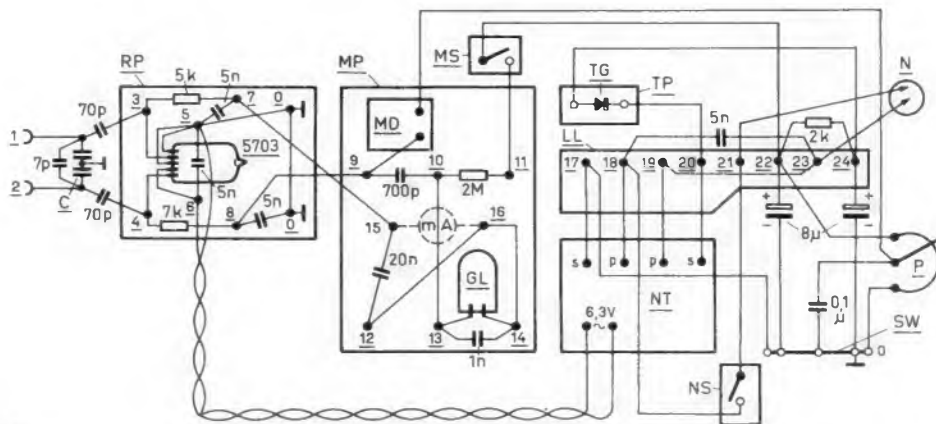 RP
5k
5n
3
7
0
5
70p
1
7p
2
C
70p
5703
5n
4
6
7k
8
5n
0
MP
MD
9
10
11
700p
2M
15
mA
16
20n
GL
12
13
14
1n
MS
TG
TP
N
LL
5n
2k
17
18
19
20
21
22
23
24
+
-
8μ
+
-
s
p
p
s
NT
6,3V
~
P
0,1
μ
SW
0
NS